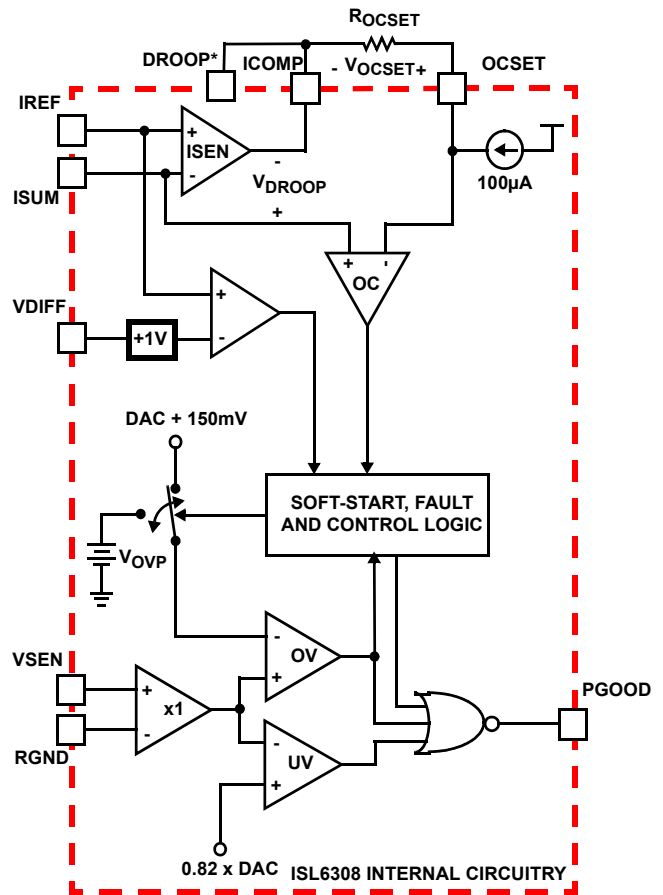 ROCSET
DROOP*
ICOMP
- VOCSET+
OCSET
IREF
+
ISEN
-
-
VDROOP
+
100µA
ISUM
+ -
OC
VDIFF
+1V
+
-
DAC + 150mV
SOFT-START, FAULT
AND CONTROL LOGIC
VOVP
-
OV
+
VSEN
+
x1
-
RGND
PGOOD
-
UV
+
0.82 x DAC
ISL6308 INTERNAL CIRCUITRY